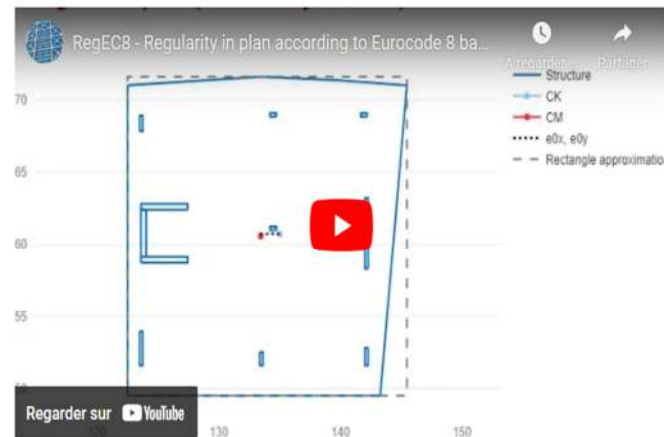 RegEC8 - Regularity in plan according to Eurocode 8 ba...
A regarder...
Partager
Structure
CK
CM
e0x, e0y
Rectangle approximatio
70
65
60
55
Regarder sur YouTube
130
140
150